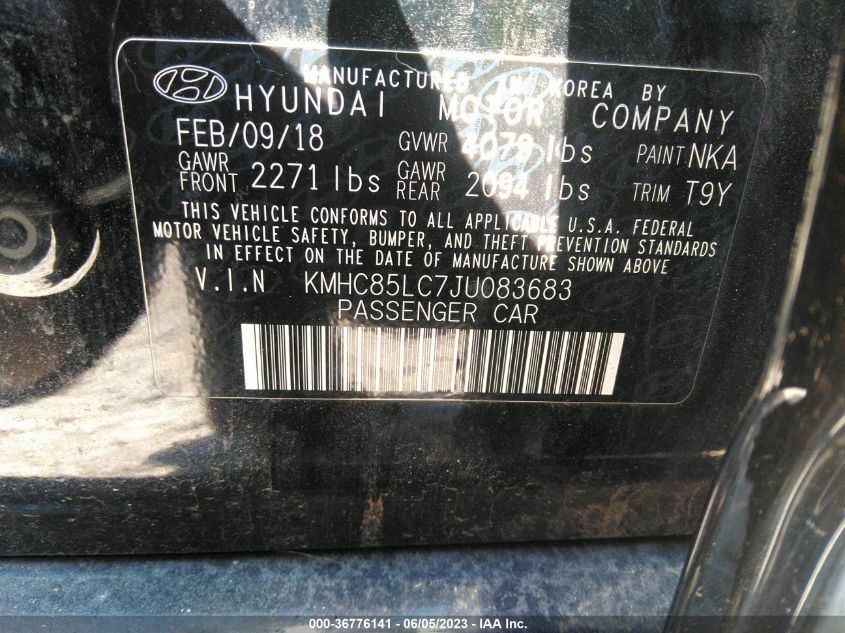 MANUFACTURED IN KOREA BY
HYUNDAI MOTOR COMPANY
FEB/09/18 GVWR 4079 lbs PAINT NKA
GAWR FRONT 2271 lbs GAWR REAR 2094 lbs TRIM T9Y
THIS VEHICLE CONFORMS TO ALL APPLICABLE U.S.A. FEDERAL
MOTOR VEHICLE SAFETY, BUMPER, AND THEFT PREVENTION STANDARDS
IN EFFECT ON THE DATE OF MANUFACTURE SHOWN ABOVE
V.I.N KMHC85LC7JU083683
PASSENGER CAR
000-36776141 - 06/05/2023 - IAA Inc.